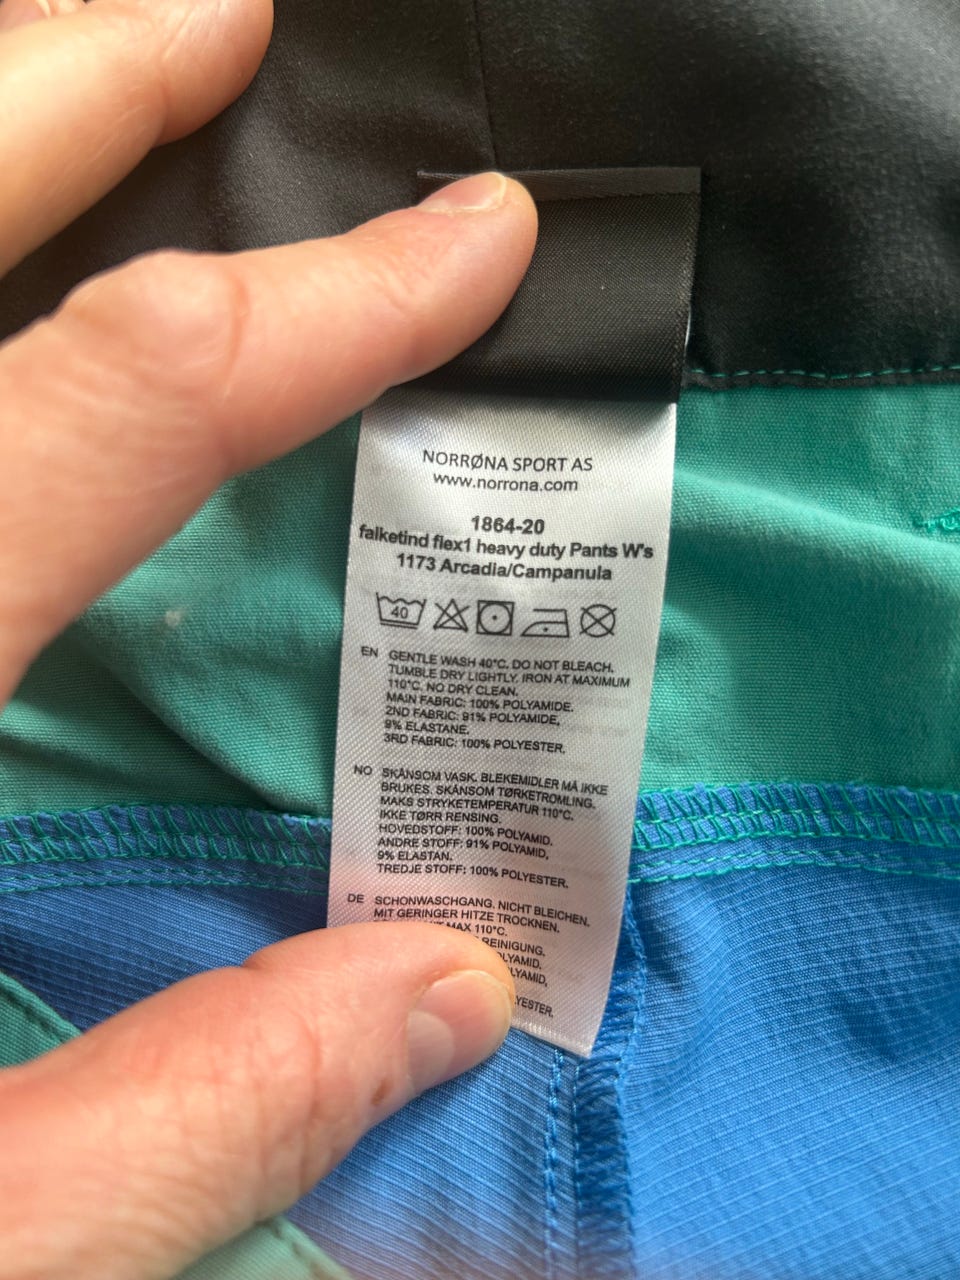 NORRØNA SPORT AS
www.norrona.com
1864-20
falketind flex1 heavy duty Pants W's
1173 Arcadia/Campanula
40
EN GENTLE WASH 40°C. DO NOT BLEACH.
TUMBLE DRY LIGHTLY. IRON AT MAXIMUM
110°C. NO DRY CLEAN.
MAIN FABRIC: 100% POLYAMIDE.
2ND FABRIC: 91% POLYAMIDE,
9% ELASTANE.
3RD FABRIC: 100% POLYESTER.
NO SKÅNSOM VASK. BLEKEMIDLER MÅ IKKE
BRUKES. SKÅNSOM TØRKETROMLING.
MAKS STRYKETEMPERATUR 110°C.
IKKE TØRR RENSING.
HOVEDSTOFF: 100% POLYAMID.
ANDRE STOFF: 91% POLYAMID,
9% ELASTAN.
TREDJE STOFF: 100% POLYESTER.
DE SCHONWASCHGANG. NICHT BLEICHEN.
MIT GERINGER HITZE TROCKNEN.
MAX 110°C.
REINIGUNG.
LYAMID.
LYAMID,
YESTER.